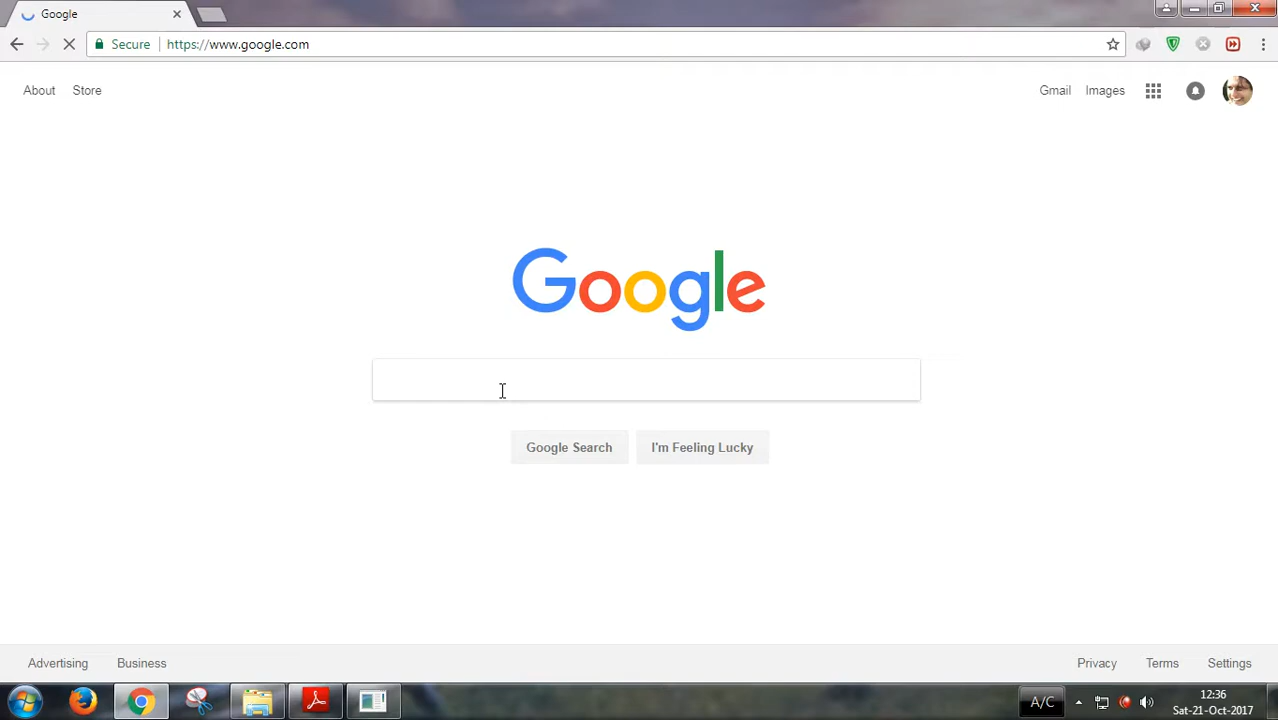 Google
Secure https://www.google.com
About Store
Gmail Images
Google
Google Search I'm Feeling Lucky
Advertising Business
Privacy Terms Settings
A/C
12:36
Sat-21-Oct-2017